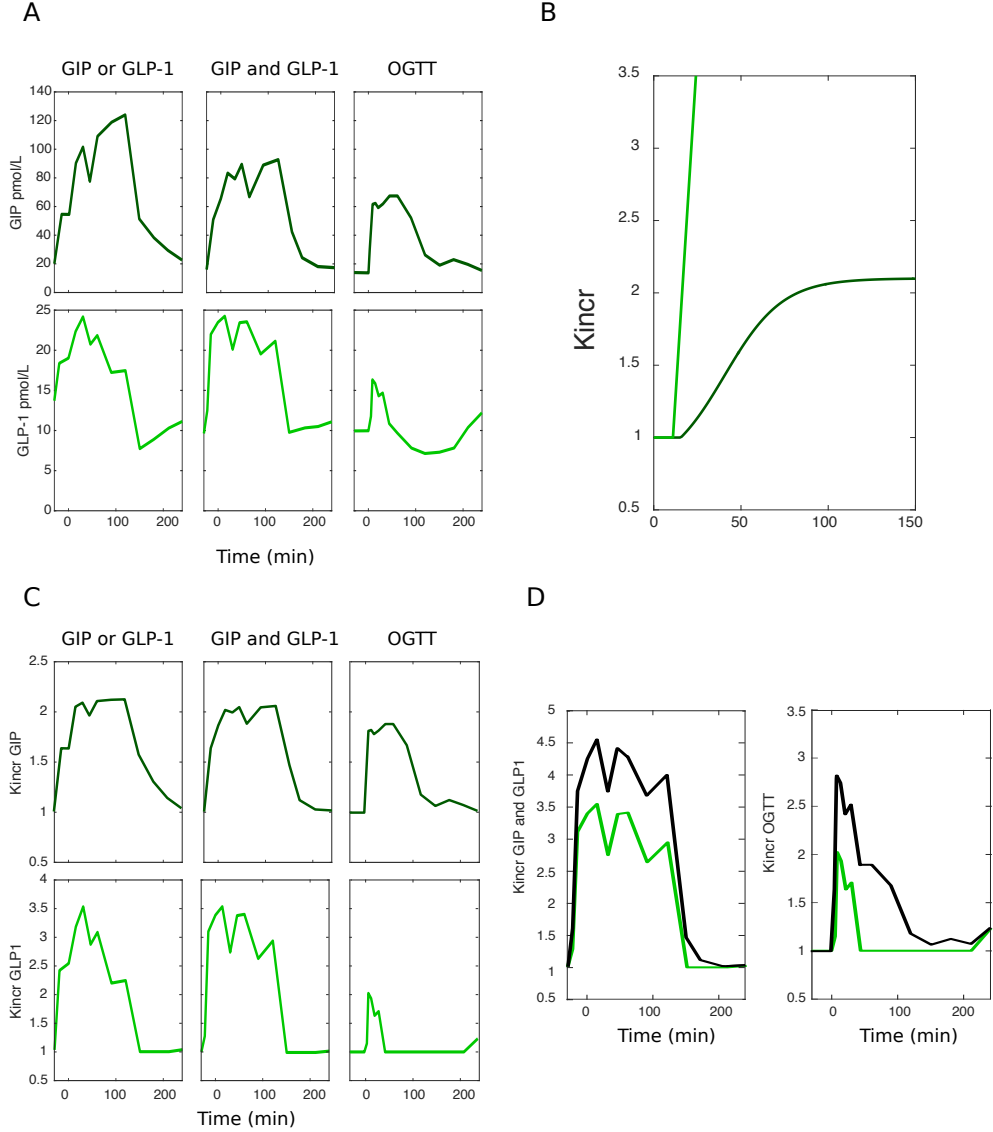 A
GIP or GLP-1
GIP and GLP-1
OGTT
GIP pmol/L
140
120
100
80
60
40
20
0
GLP-1 pmol/L
25
20
15
10
5
0
0 100 200
0 100 200
0 100 200
Time (min)
B
Kincr
3.5
3
2.5
2
1.5
1
0.5
0 50 100 150
C
GIP or GLP-1
GIP and GLP-1
OGTT
Kincr GIP
2.5
2
1.5
1
0.5
Kincr GLP1
4
3.5
3
2.5
2
1.5
1
0.5
0 100 200
0 100 200
0 100 200
Time (min)
D
Kincr GIP and GLP1
5
4.5
4
3.5
3
2.5
2
1.5
1
0.5
0 100 200
Time (min)
Kincr OGTT
3.5
3
2.5
2
1.5
1
0.5
0 100 200
Time (min)